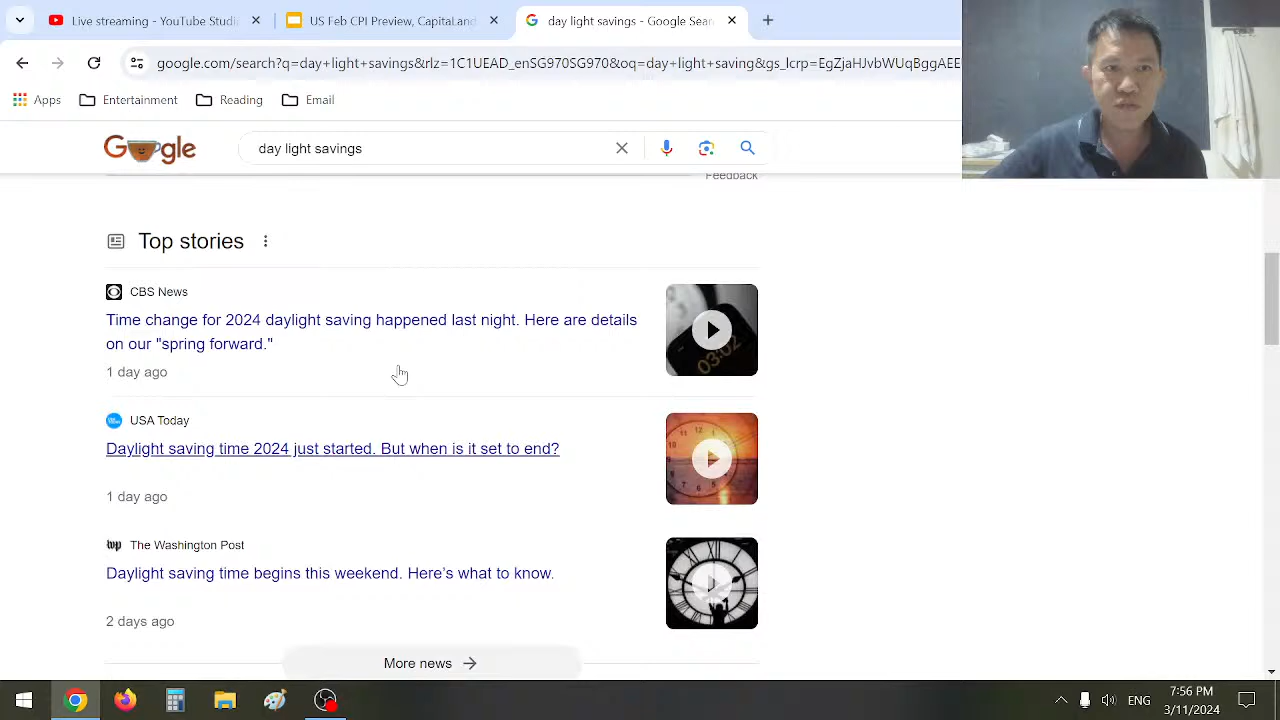 Live streaming - YouTube Studi
US Feb CPI Preview, CapitaLand
day light savings - Google Sear
google.com/search?q=day+light+savings&rlz=1C1UEAD_enSG970SG970&oq=day+light+saving&gs_lcrp=EgZjaHJvbWUqBggAEE
Apps
Entertainment
Reading
Email
Google
day light savings
Feedback
Top stories
CBS News
Time change for 2024 daylight saving happened last night. Here are details
on our "spring forward."
1 day ago
USA Today
Daylight saving time 2024 just started. But when is it set to end?
1 day ago
wp The Washington Post
Daylight saving time begins this weekend. Here’s what to know.
2 days ago
More news
ENG
7:56 PM
3/11/2024